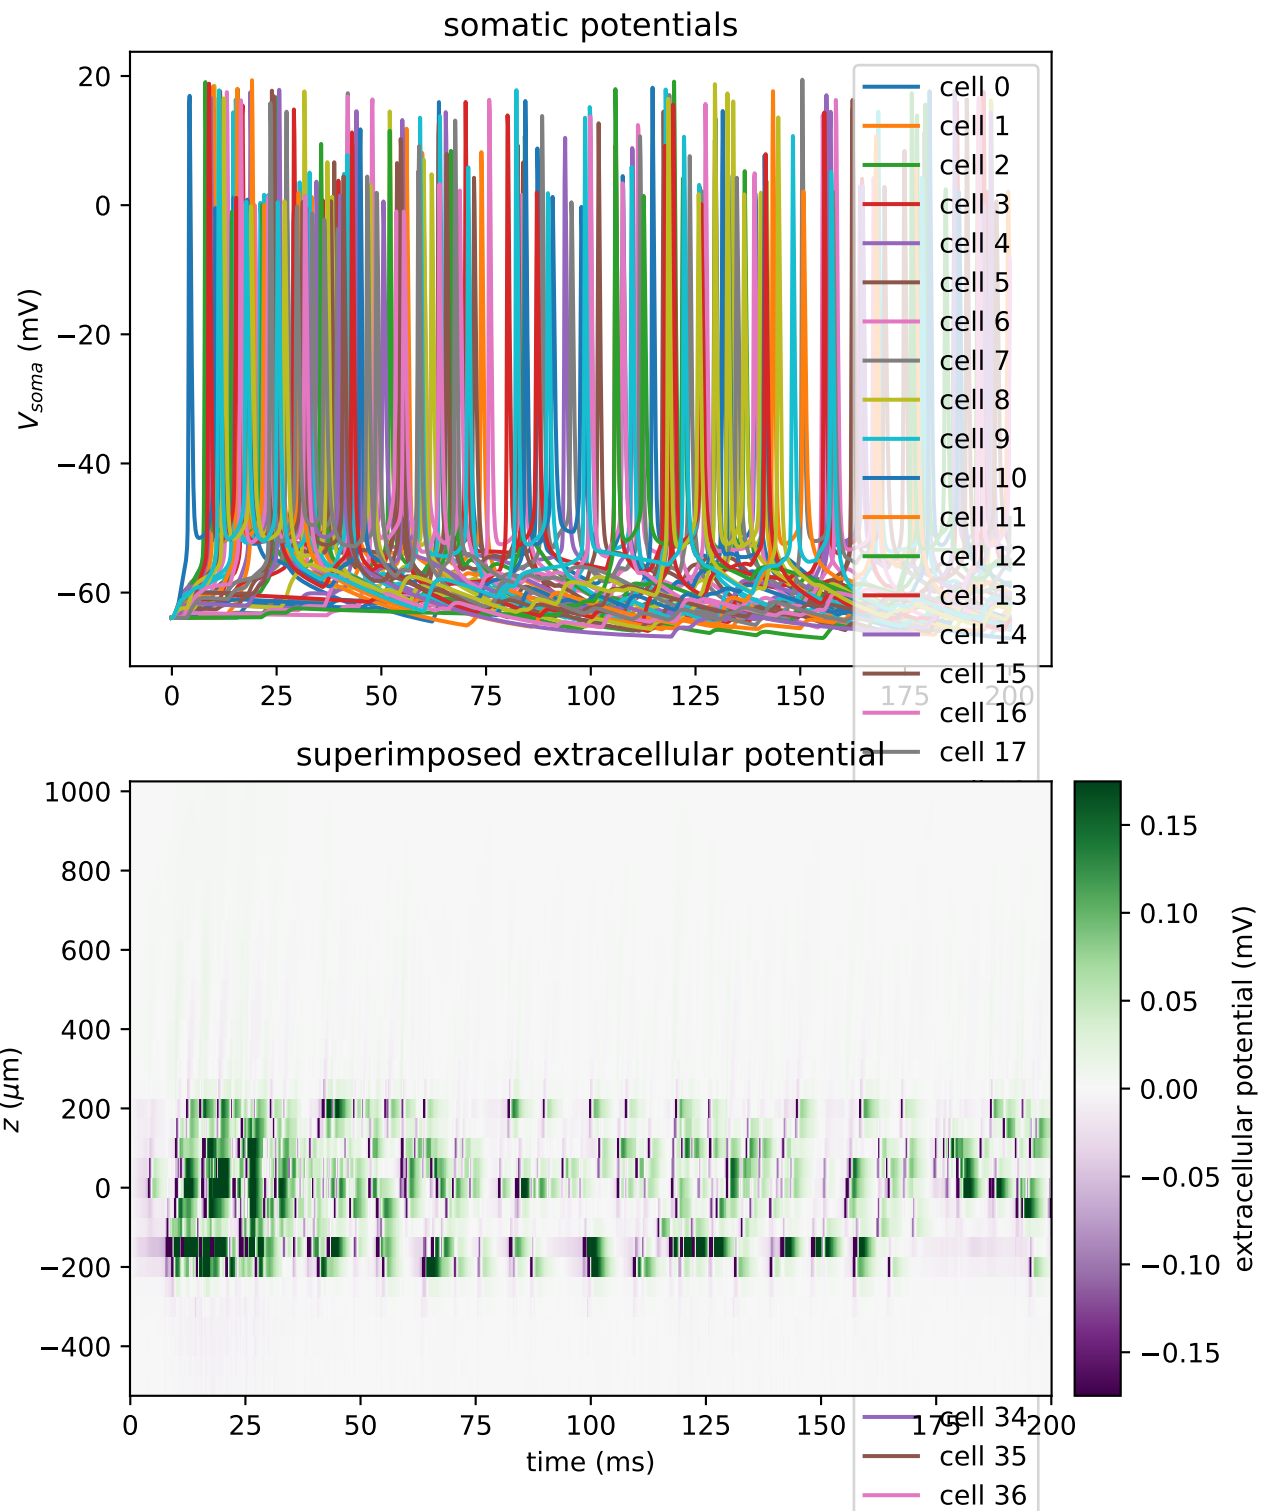 somatic potentials
20
0
−20
−40
−60
V_soma (mV)
0 25 50 75 100 125 150 175 200
cell 0
cell 1
cell 2
cell 3
cell 4
cell 5
cell 6
cell 7
cell 8
cell 9
cell 10
cell 11
cell 12
cell 13
cell 14
cell 15
cell 16
cell 17
superimposed extracellular potential
1000
800
600
400
200
0
−200
−400
z (μm)
0 25 50 75 100 125 150 175 200
time (ms)
0.15
0.10
0.05
0.00
−0.05
−0.10
−0.15
extracellular potential (mV)
cell 34
cell 35
cell 36